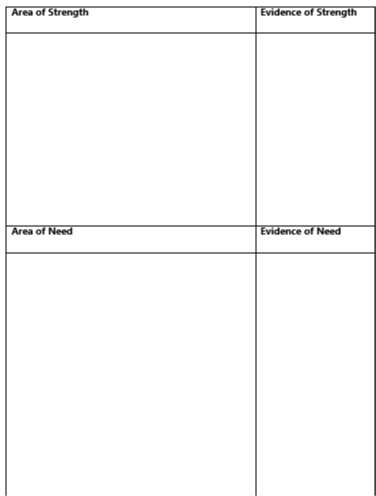 Area of Strength
Evidence of Strength
Area of Need
Evidence of Need